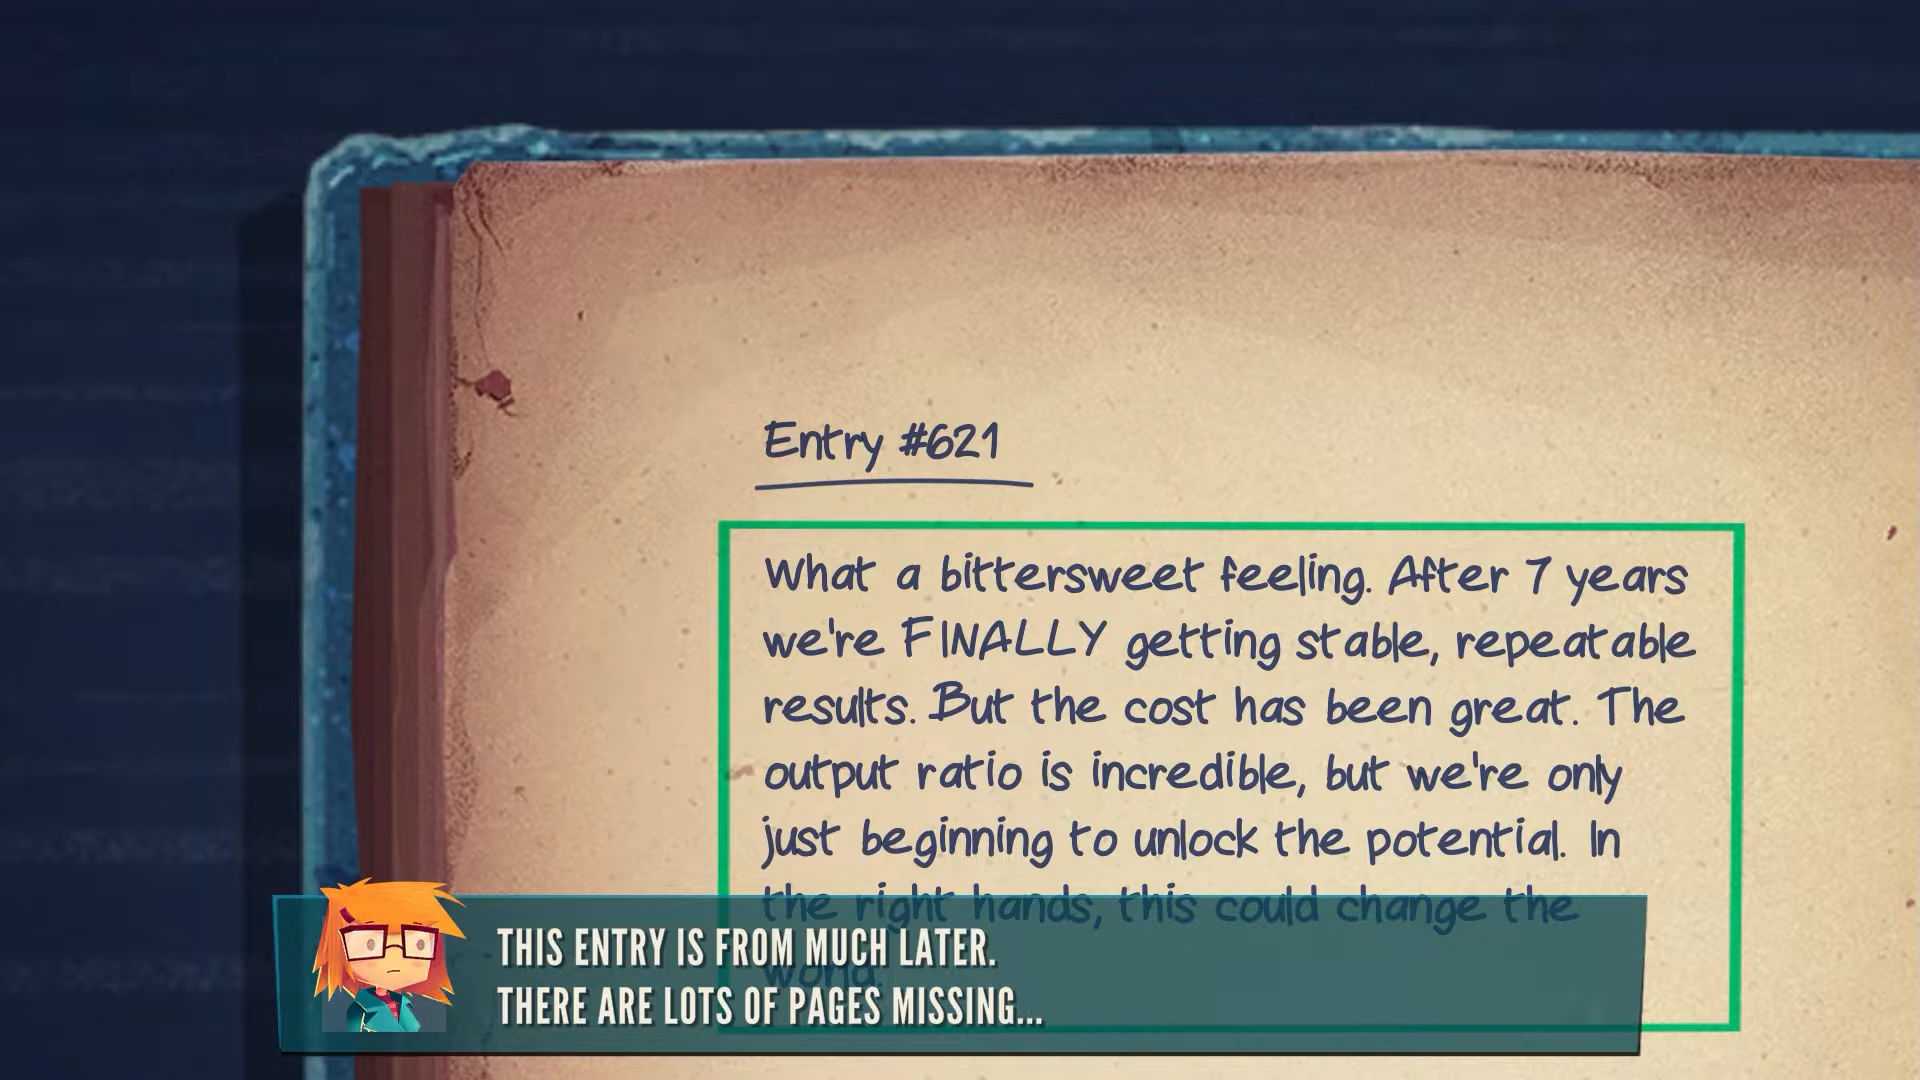 Entry #621
What a bittersweet feeling. After 7 years
we're FINALLY getting stable, repeatable
results. But the cost has been great. The
output ratio is incredible, but we're only
just beginning to unlock the potential. In
the right hands, this could change the
world.
THIS ENTRY IS FROM MUCH LATER.
THERE ARE LOTS OF PAGES MISSING...